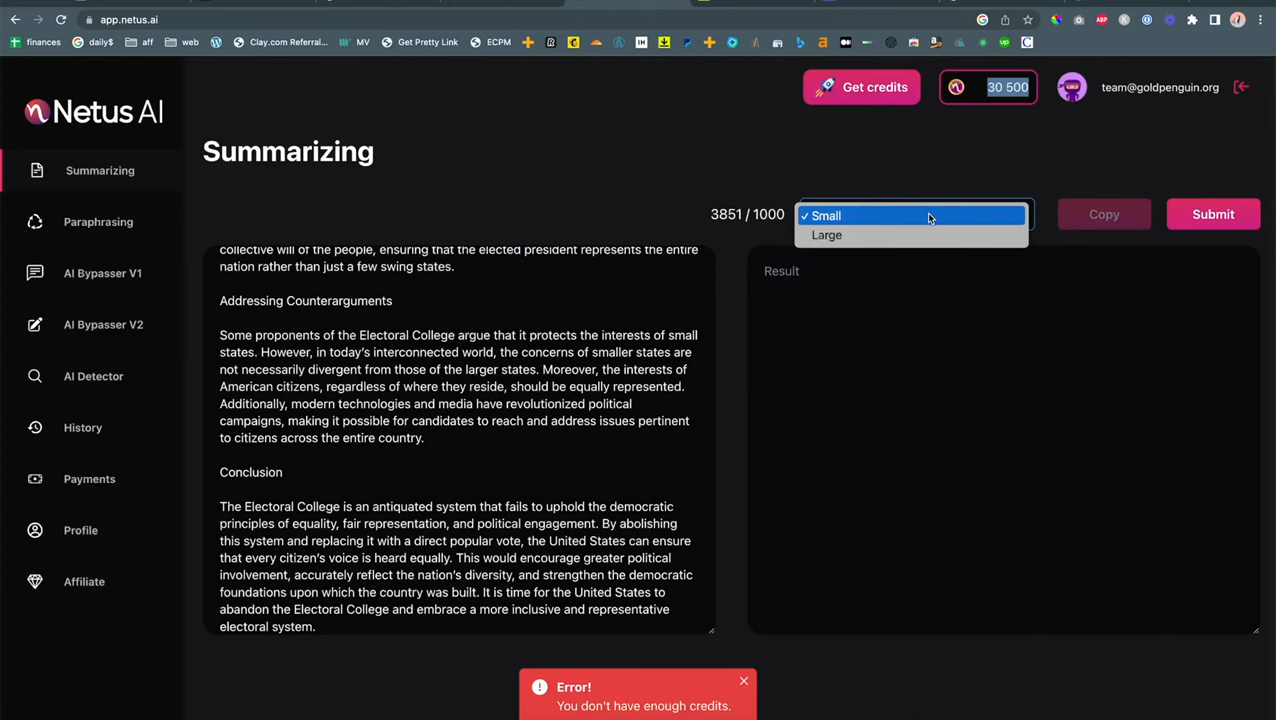 app.netus.ai
finances
daily$
aff
web
Clay.com Referral...
MV
Get Pretty Link
ECPM
Netus AI
Get credits
30 500
team@goldpenguin.org
Summarizing
Summarizing
Paraphrasing
AI Bypasser V1
AI Bypasser V2
AI Detector
History
Payments
Profile
Affiliate
3851 / 1000
✓ Small
Large
Copy
Submit
collective will of the people, ensuring that the elected president represents the entire
nation rather than just a few swing states.
Addressing Counterarguments
Some proponents of the Electoral College argue that it protects the interests of small
states. However, in today's interconnected world, the concerns of smaller states are
not necessarily divergent from those of the larger states. Moreover, the interests of
American citizens, regardless of where they reside, should be equally represented.
Additionally, modern technologies and media have revolutionized political
campaigns, making it possible for candidates to reach and address issues pertinent
to citizens across the entire country.
Conclusion
The Electoral College is an antiquated system that fails to uphold the democratic
principles of equality, fair representation, and political engagement. By abolishing
this system and replacing it with a direct popular vote, the United States can ensure
that every citizen's voice is heard equally. This would encourage greater political
involvement, accurately reflect the nation's diversity, and strengthen the democratic
foundations upon which the country was built. It is time for the United States to
abandon the Electoral College and embrace a more inclusive and representative
electoral system.
Result
Error!
You don't have enough credits.